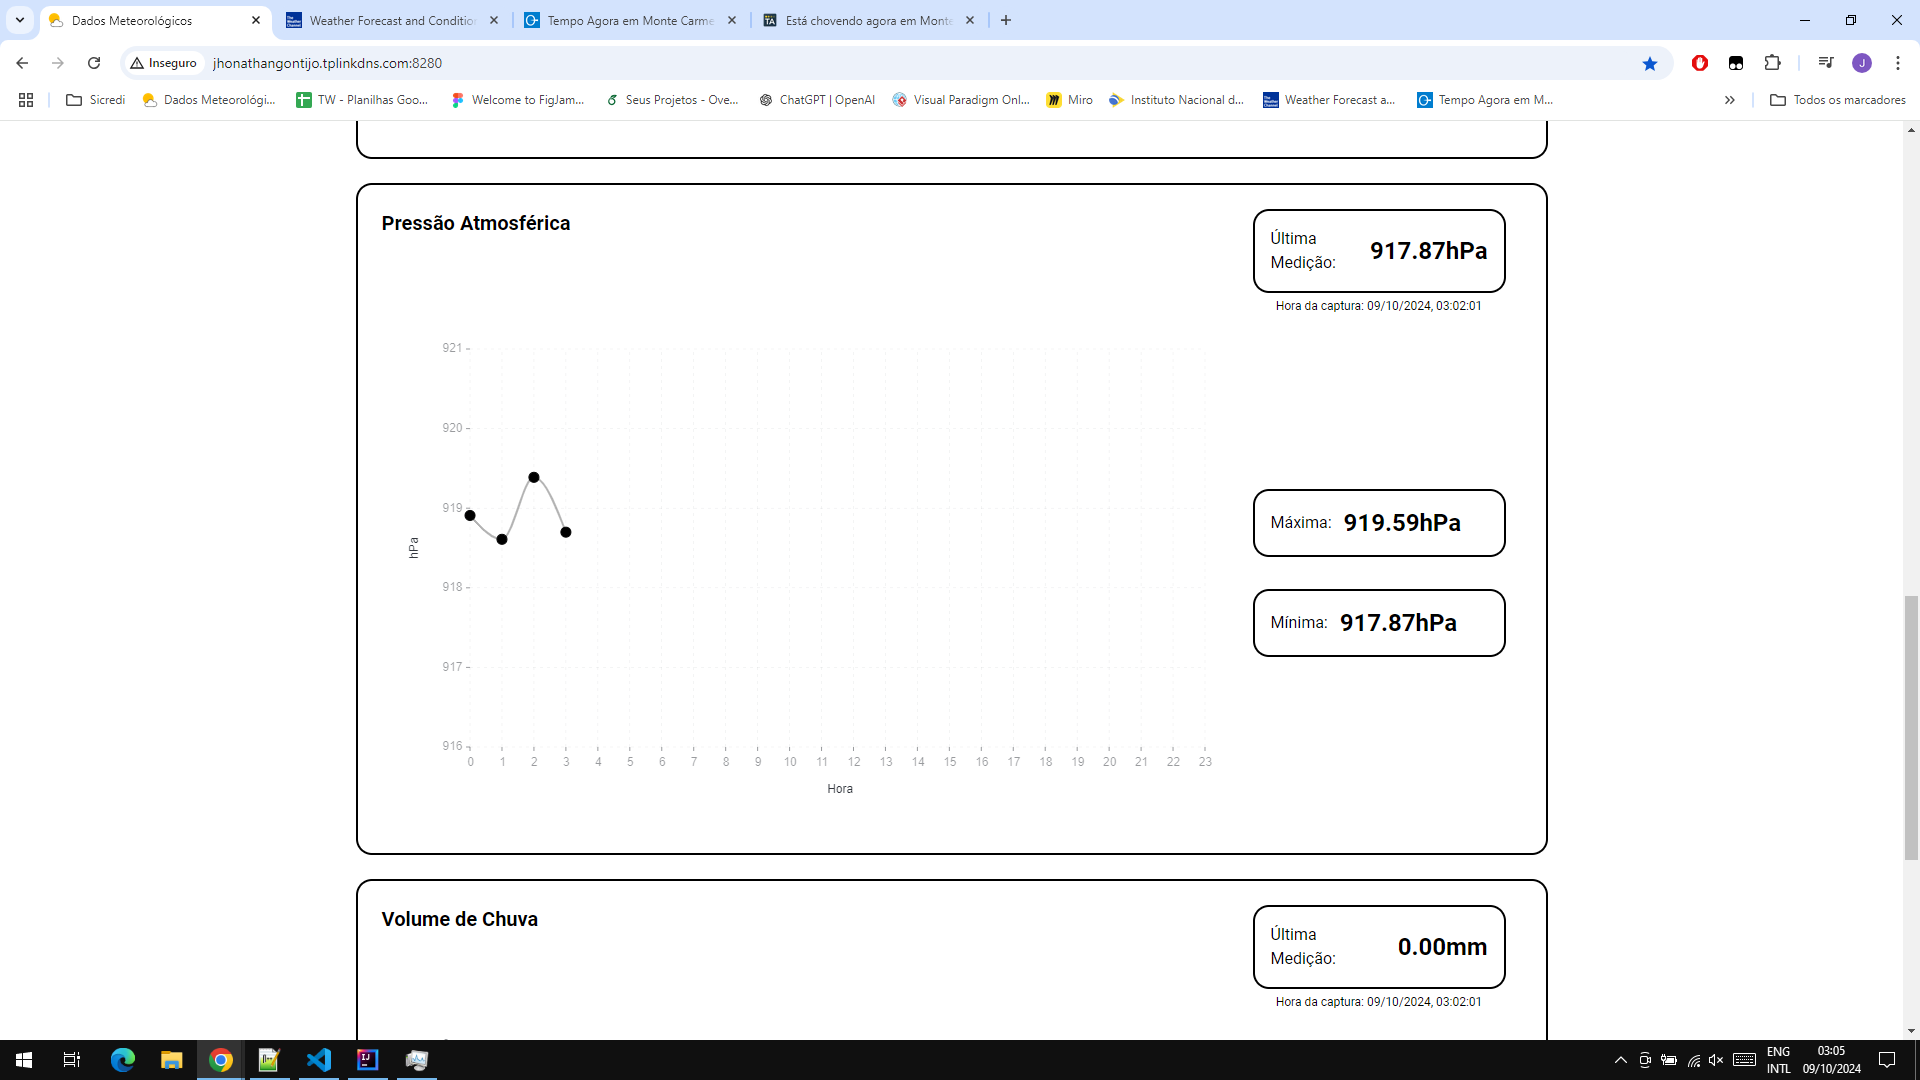 Dados Meteorológicos
Weather Forecast and Conditio
Tempo Agora em Monte Carme
Está chovendo agora em Monte
Inseguro
jhonathangontijo.tplinkdns.com:8280
J
Sicredi
Dados Meteorológi...
TW - Planilhas Goo...
Welcome to FigJam...
Seus Projetos - Ove...
ChatGPT | OpenAI
Visual Paradigm Onl...
Miro
Instituto Nacional d...
Weather Forecast a...
Tempo Agora em M...
Todos os marcadores
Pressão Atmosférica
Última
Medição:
917.87hPa
Hora da captura: 09/10/2024, 03:02:01
921
920
919
918
917
916
hPa
0 1 2 3 4 5 6 7 8 9 10 11 12 13 14 15 16 17 18 19 20 21 22 23
Hora
Máxima: 919.59hPa
Mínima: 917.87hPa
Volume de Chuva
Última
Medição:
0.00mm
Hora da captura: 09/10/2024, 03:02:01
ENG
INTL
03:05
09/10/2024